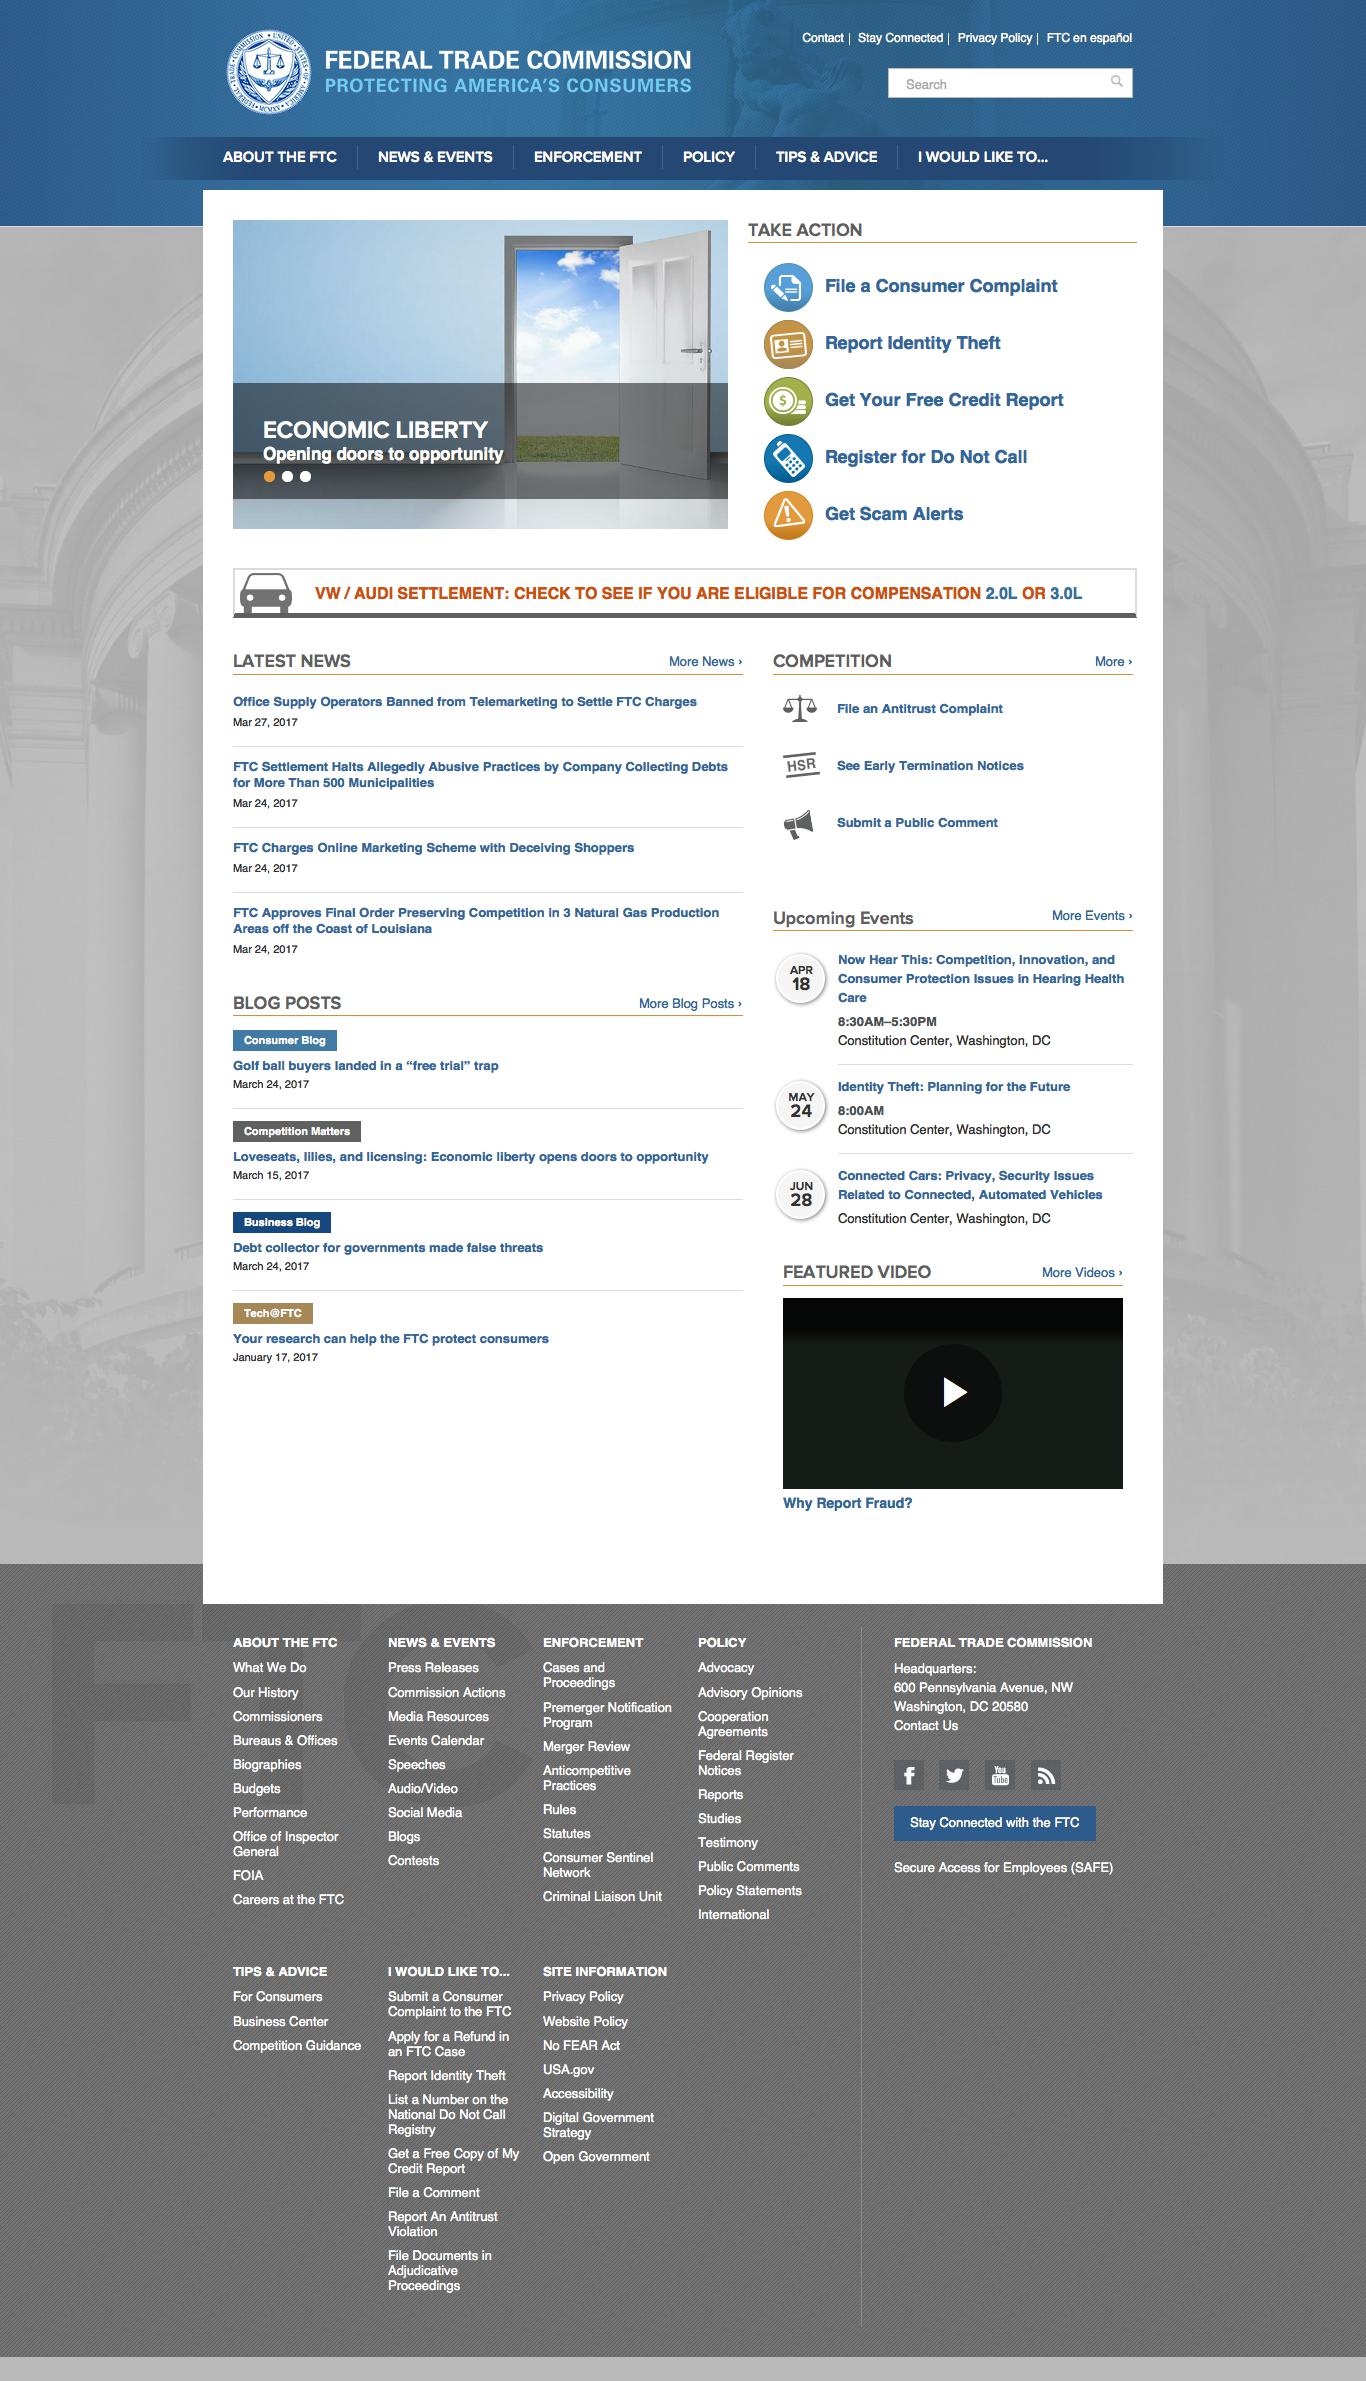 FEDERAL TRADE COMMISSION
PROTECTING AMERICA'S CONSUMERS
Contact | Stay Connected | Privacy Policy | FTC en español
Search
ABOUT THE FTC
NEWS & EVENTS
ENFORCEMENT
POLICY
TIPS & ADVICE
I WOULD LIKE TO...
ECONOMIC LIBERTY
Opening doors to opportunity
TAKE ACTION
File a Consumer Complaint
Report Identity Theft
Get Your Free Credit Report
Register for Do Not Call
Get Scam Alerts
VW / AUDI SETTLEMENT: CHECK TO SEE IF YOU ARE ELIGIBLE FOR COMPENSATION 2.0L OR 3.0L
LATEST NEWS
More News ›
Office Supply Operators Banned from Telemarketing to Settle FTC Charges
Mar 27, 2017
FTC Settlement Halts Allegedly Abusive Practices by Company Collecting Debts
for More Than 500 Municipalities
Mar 24, 2017
FTC Charges Online Marketing Scheme with Deceiving Shoppers
Mar 24, 2017
FTC Approves Final Order Preserving Competition in 3 Natural Gas Production
Areas off the Coast of Louisiana
Mar 24, 2017
BLOG POSTS
More Blog Posts ›
Consumer Blog
Golf ball buyers landed in a “free trial” trap
March 24, 2017
Competition Matters
Loveseats, lilies, and licensing: Economic liberty opens doors to opportunity
March 15, 2017
Business Blog
Debt collector for governments made false threats
March 24, 2017
Tech@FTC
Your research can help the FTC protect consumers
January 17, 2017
COMPETITION
More ›
File an Antitrust Complaint
HSR
See Early Termination Notices
Submit a Public Comment
Upcoming Events
More Events ›
APR
18
Now Hear This: Competition, Innovation, and
Consumer Protection Issues in Hearing Health
Care
8:30AM–5:30PM
Constitution Center, Washington, DC
MAY
24
Identity Theft: Planning for the Future
8:00AM
Constitution Center, Washington, DC
JUN
28
Connected Cars: Privacy, Security Issues
Related to Connected, Automated Vehicles
Constitution Center, Washington, DC
FEATURED VIDEO
More Videos ›
Why Report Fraud?
FTC
ABOUT THE FTC
What We Do
Our History
Commissioners
Bureaus & Offices
Biographies
Budgets
Performance
Office of Inspector
General
FOIA
Careers at the FTC
NEWS & EVENTS
Press Releases
Commission Actions
Media Resources
Events Calendar
Speeches
Audio/Video
Social Media
Blogs
Contests
ENFORCEMENT
Cases and
Proceedings
Premerger Notification
Program
Merger Review
Anticompetitive
Practices
Rules
Statutes
Consumer Sentinel
Network
Criminal Liaison Unit
POLICY
Advocacy
Advisory Opinions
Cooperation
Agreements
Federal Register
Notices
Reports
Studies
Testimony
Public Comments
Policy Statements
International
FEDERAL TRADE COMMISSION
Headquarters:
600 Pennsylvania Avenue, NW
Washington, DC 20580
Contact Us
You
Tube
Stay Connected with the FTC
Secure Access for Employees (SAFE)
TIPS & ADVICE
For Consumers
Business Center
Competition Guidance
I WOULD LIKE TO...
Submit a Consumer
Complaint to the FTC
Apply for a Refund in
an FTC Case
Report Identity Theft
List a Number on the
National Do Not Call
Registry
Get a Free Copy of My
Credit Report
File a Comment
Report An Antitrust
Violation
File Documents in
Adjudicative
Proceedings
SITE INFORMATION
Privacy Policy
Website Policy
No FEAR Act
USA.gov
Accessibility
Digital Government
Strategy
Open Government